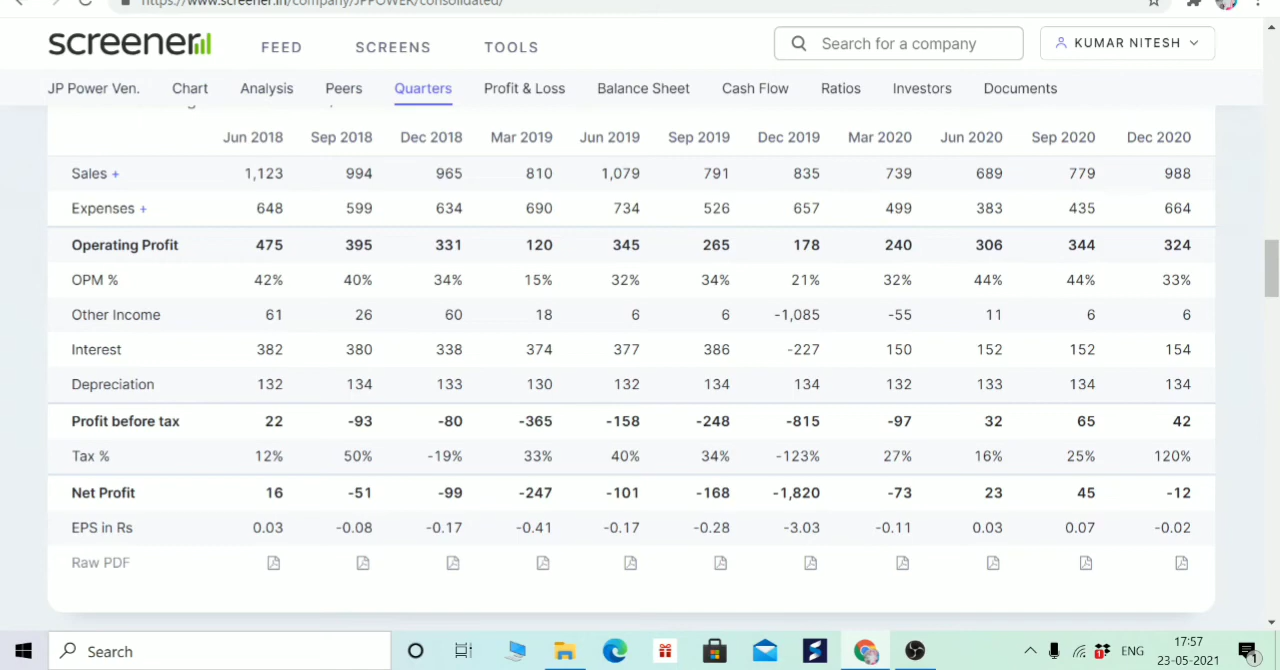 https://www.screener.in/company/JPPOWER/consolidated/
screener FEED SCREENS TOOLS Search for a company KUMAR NITESH
JP Power Ven. Chart Analysis Peers Quarters Profit & Loss Balance Sheet Cash Flow Ratios Investors Documents
Jun 2018 Sep 2018 Dec 2018 Mar 2019 Jun 2019 Sep 2019 Dec 2019 Mar 2020 Jun 2020 Sep 2020 Dec 2020
Sales + 1,123 994 965 810 1,079 791 835 739 689 779 988
Expenses + 648 599 634 690 734 526 657 499 383 435 664
Operating Profit 475 395 331 120 345 265 178 240 306 344 324
OPM % 42% 40% 34% 15% 32% 34% 21% 32% 44% 44% 33%
Other Income 61 26 60 18 6 6 -1,085 -55 11 6 6
Interest 382 380 338 374 377 386 -227 150 152 152 154
Depreciation 132 134 133 130 132 134 134 132 133 134 134
Profit before tax 22 -93 -80 -365 -158 -248 -815 -97 32 65 42
Tax % 12% 50% -19% 33% 40% 34% -123% 27% 16% 25% 120%
Net Profit 16 -51 -99 -247 -101 -168 -1,820 -73 23 45 -12
EPS in Rs 0.03 -0.08 -0.17 -0.41 -0.17 -0.28 -3.03 -0.11 0.03 0.07 -0.02
Raw PDF
Search ENG 17:57
23-05-2021 1